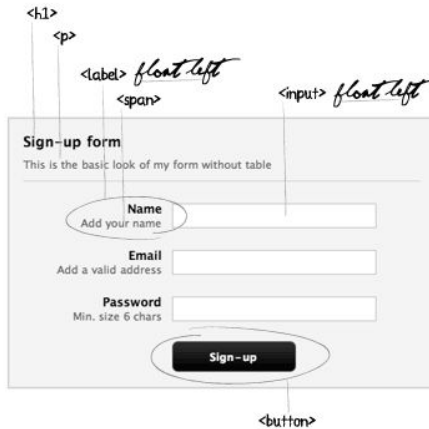 <h1>
<p>
<label> float left
<span>
<input> float left
Sign-up form
This is the basic look of my form without table
Name
Add your name
Email
Add a valid address
Password
Min. size 6 chars
Sign-up
<button>